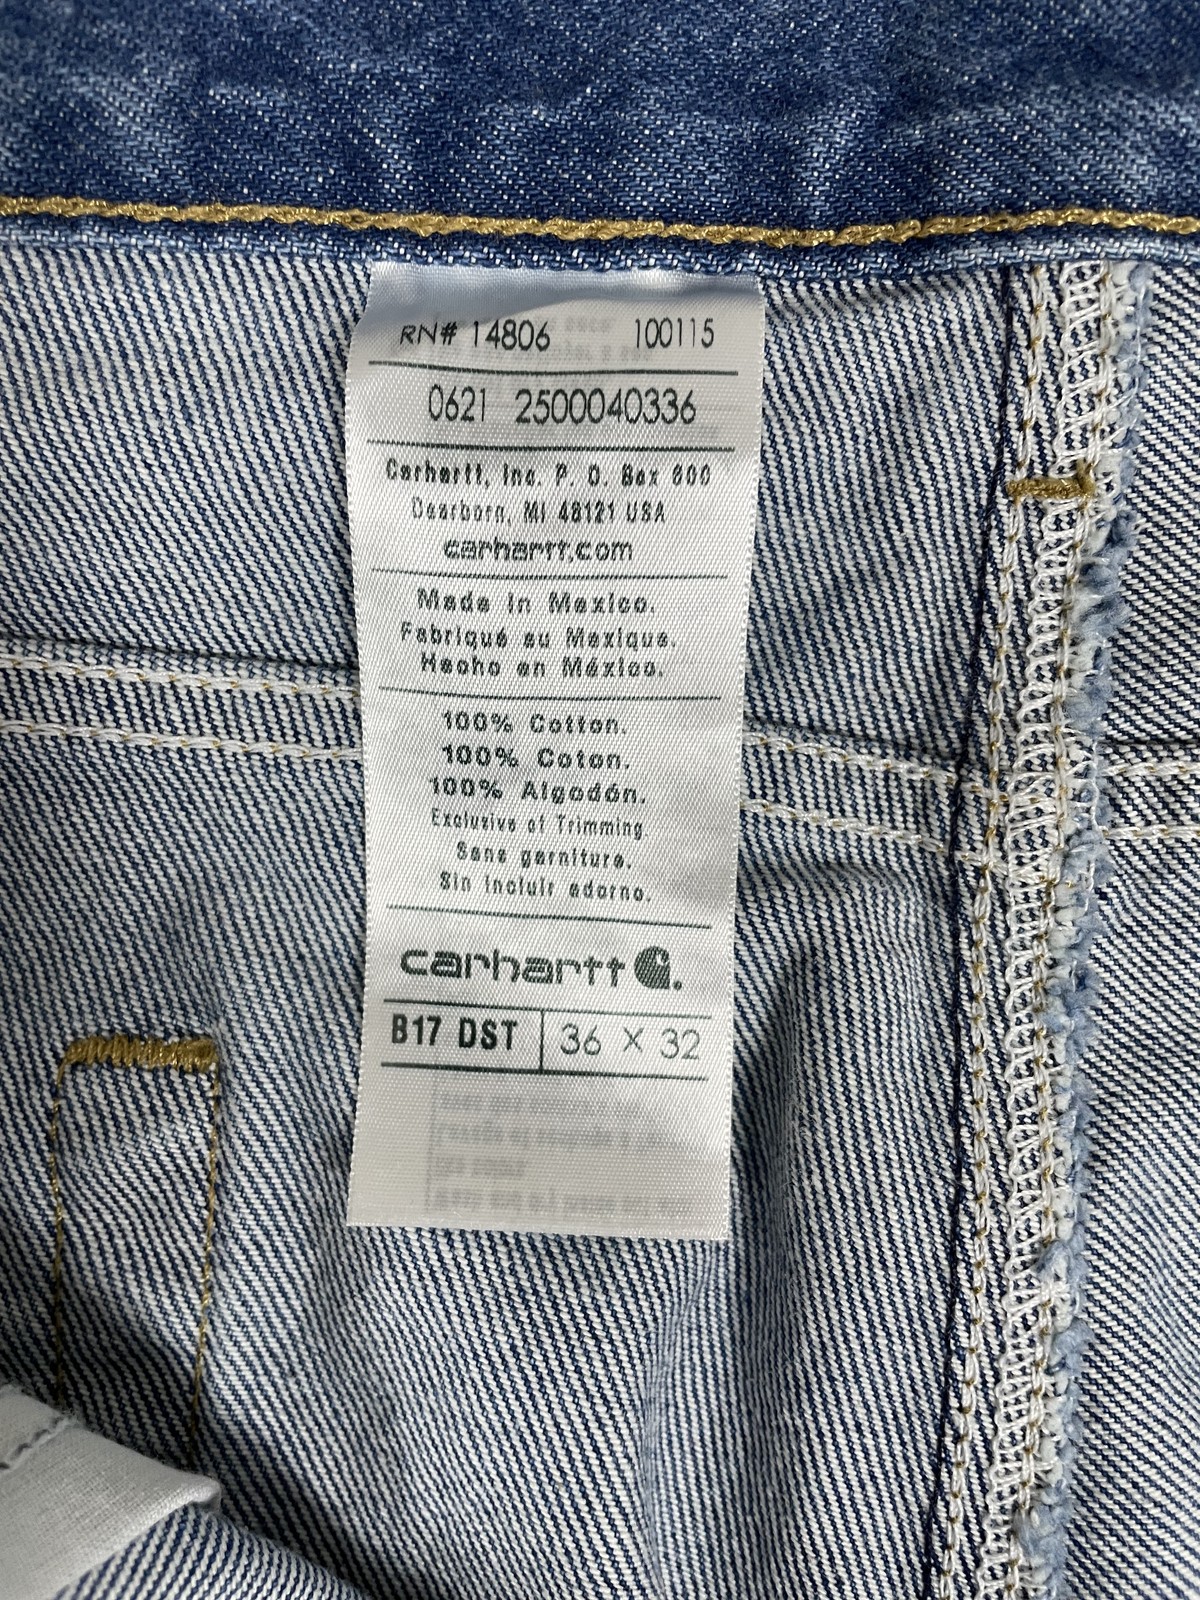 RN# 14806 100115
0621 2500040336
Carhartt, Inc. P. O. Box 600
Dearborn, MI 48121 USA
carhartt.com
Made In Mexico.
Fabriqué au Mexique.
Hecho en México.
100% Cotton.
100% Coton.
100% Algodón.
Exclusive of Trimming.
Sans garniture.
Sin incluir adorno.
carhartt
B17 DST 36 X 32